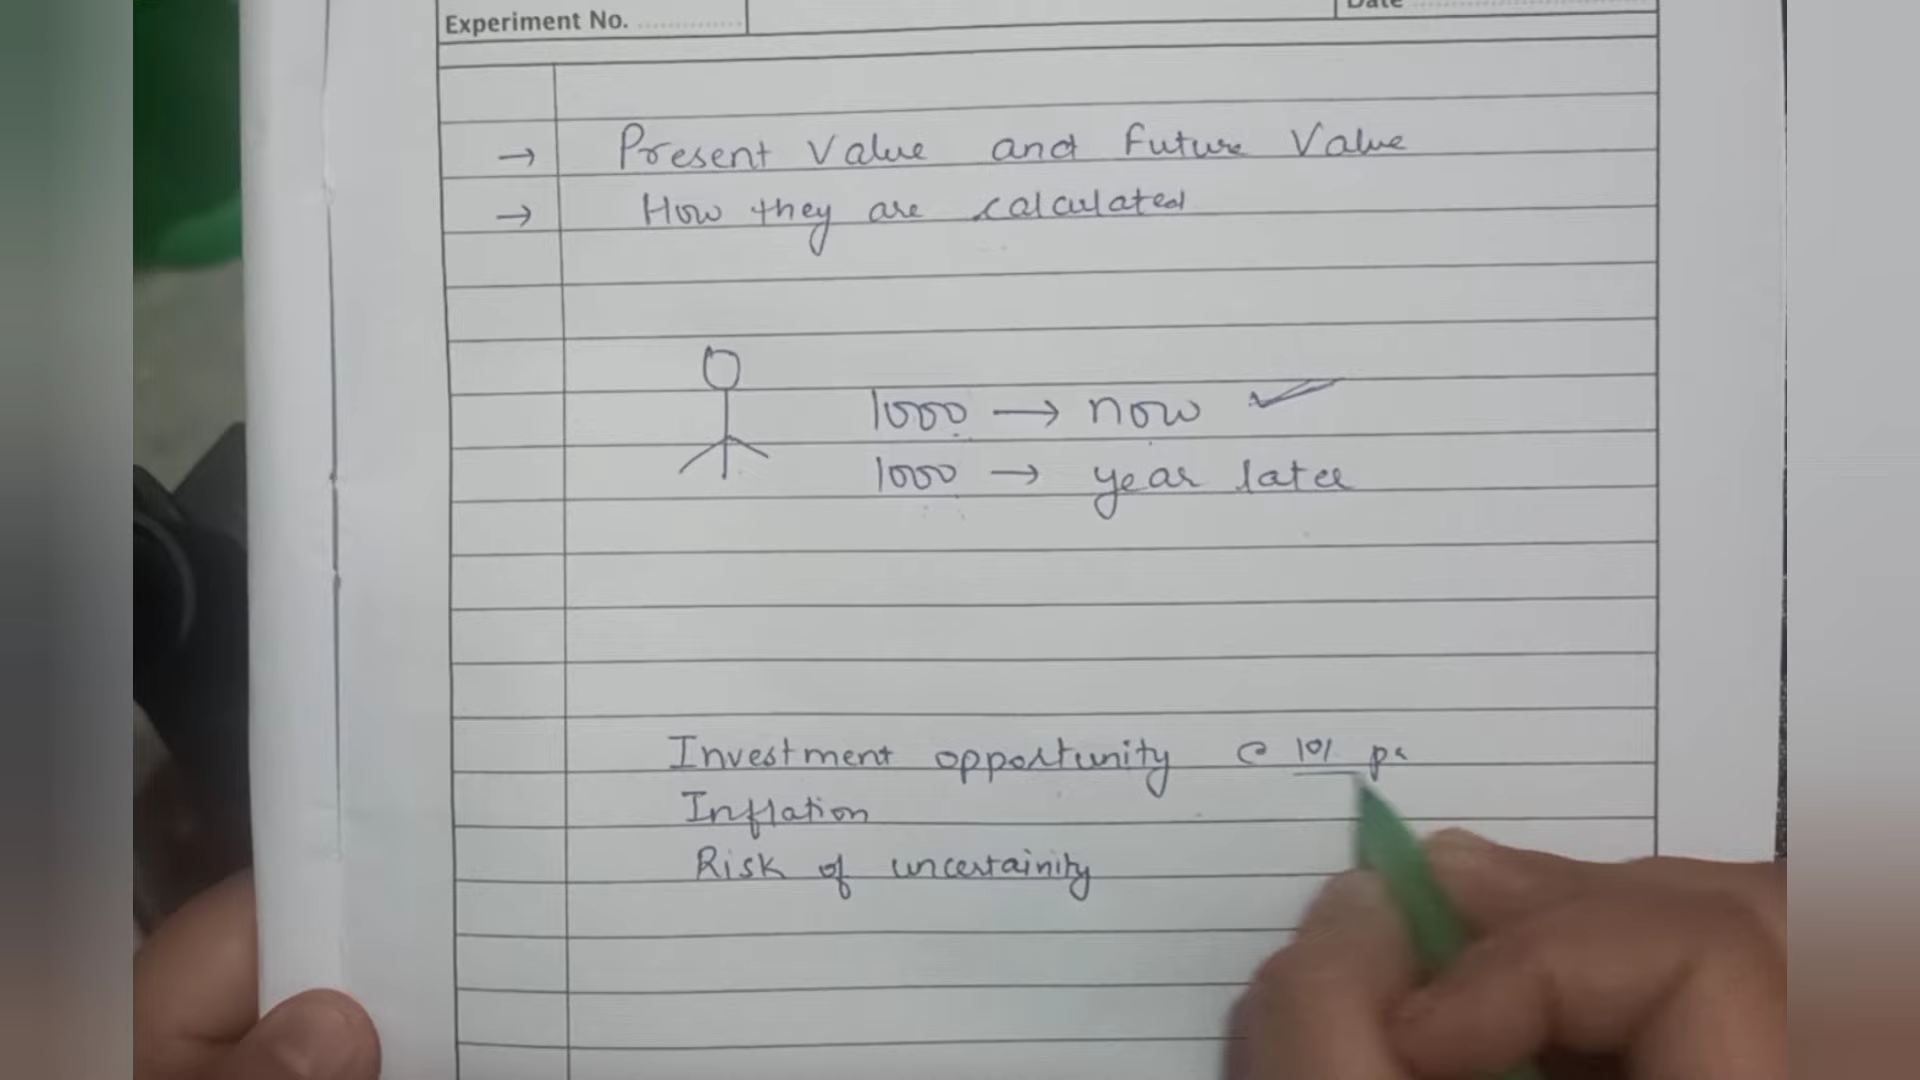 Experiment No. ............
Date
→ Present Value and Future Value
→ How they are calculated
1000 → now ✓
1000 → year later
Investment opportunity @ 10% pa
Inflation
Risk of uncertainity